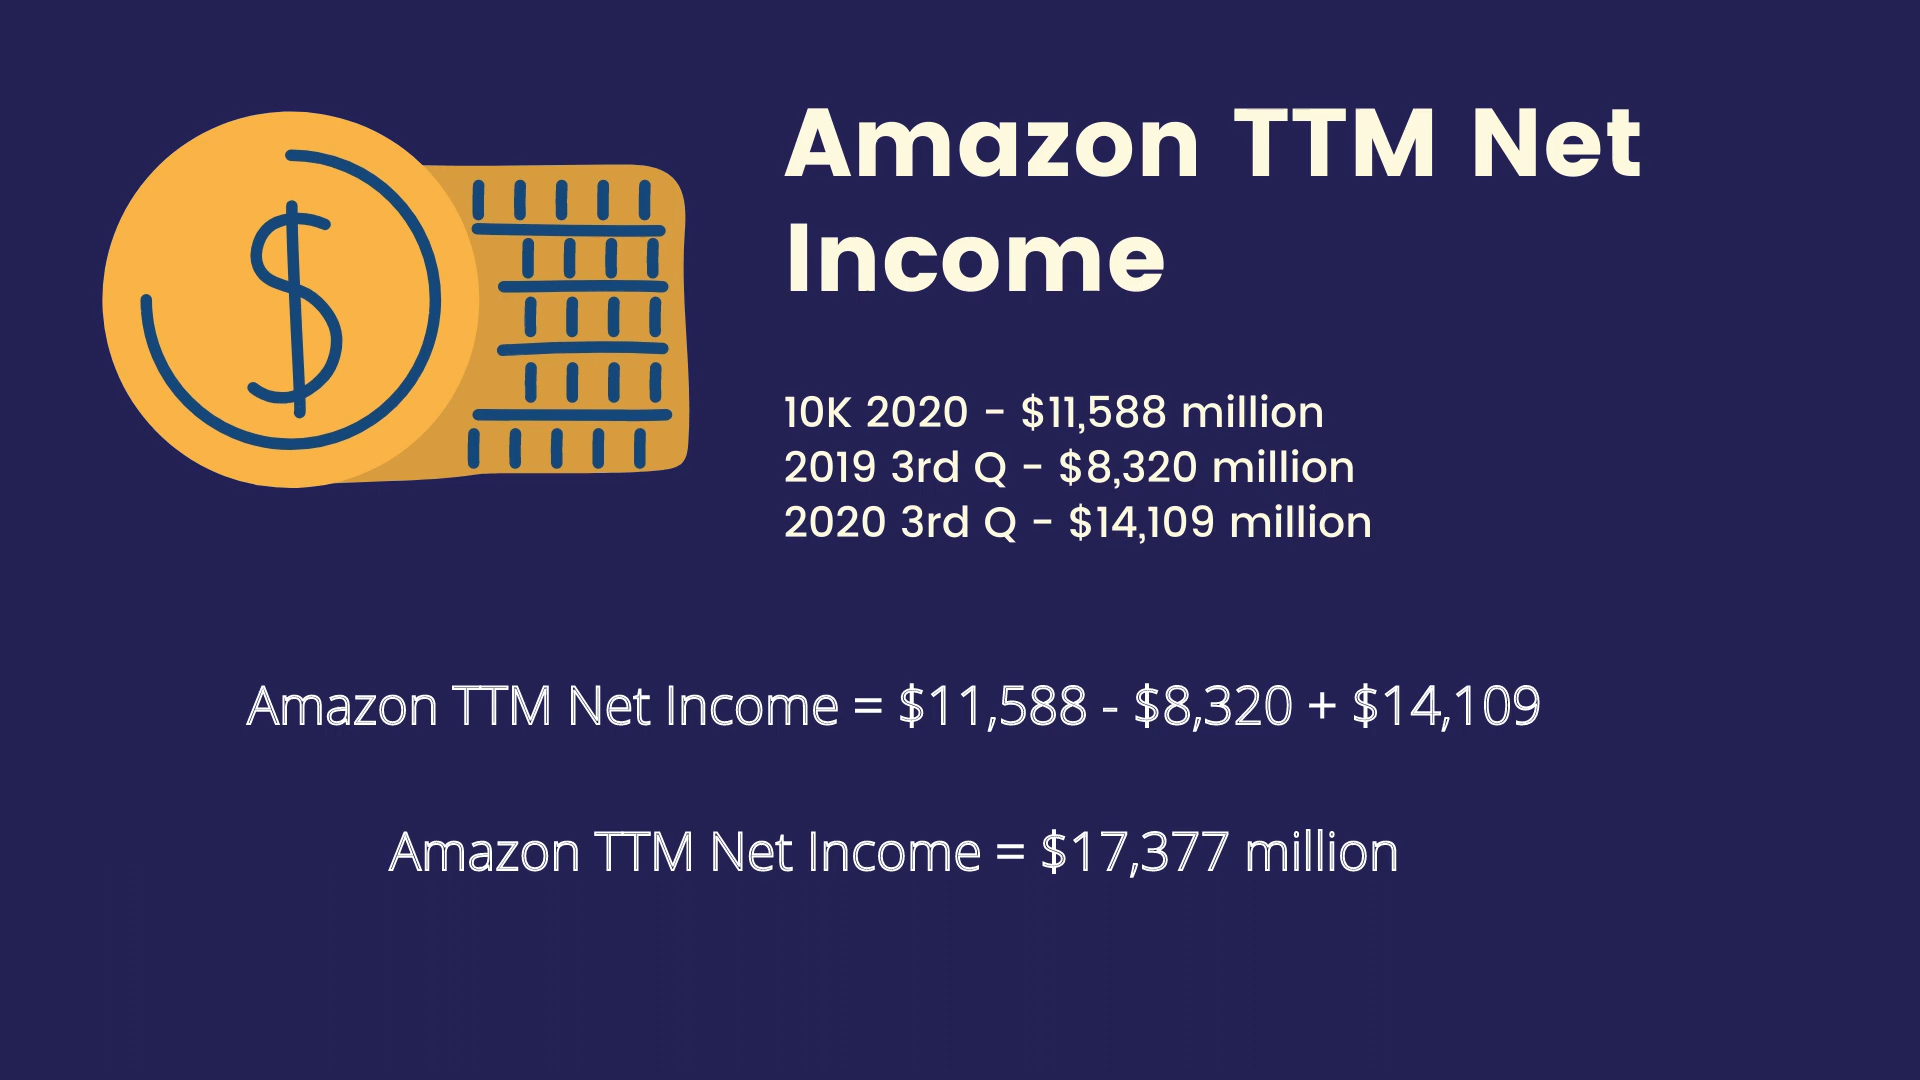 Amazon TTM Net
Income
10K 2020 - $11,588 million
2019 3rd Q - $8,320 million
2020 3rd Q - $14,109 million
Amazon TTM Net Income = $11,588 - $8,320 + $14,109
Amazon TTM Net Income = $17,377 million